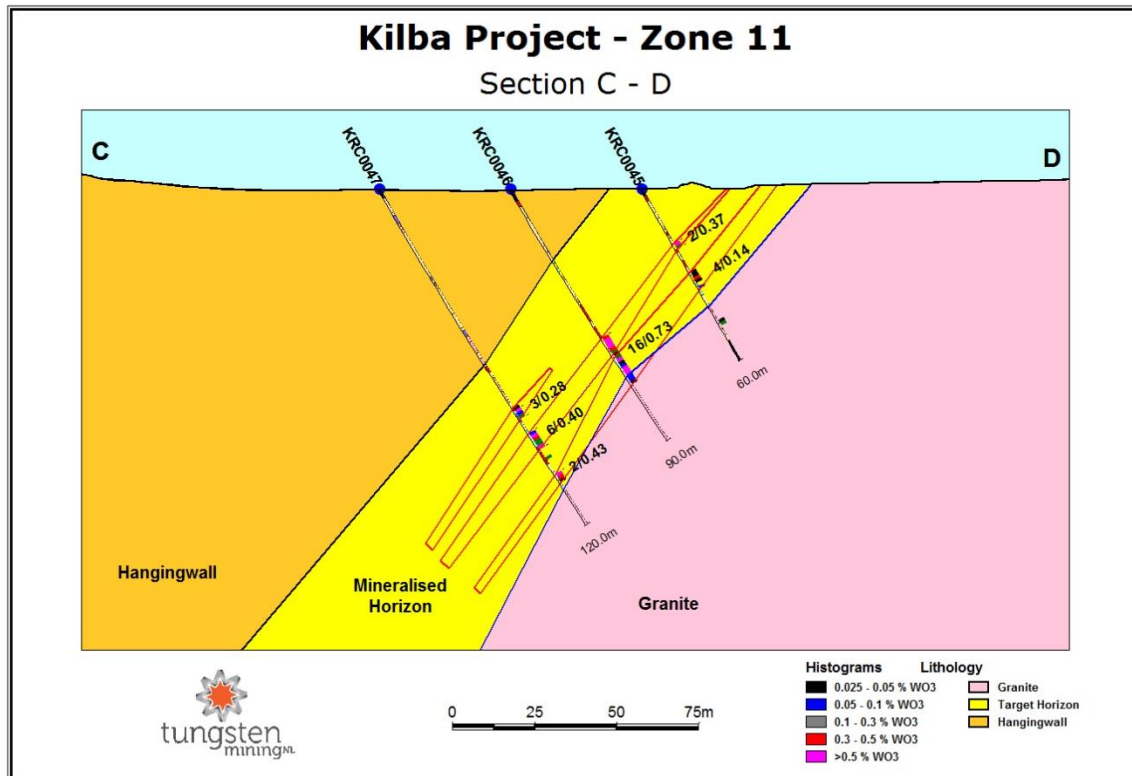 Kilba Project - Zone 11
Section C - D
C
D
KRC0047
KRC0046
KRC0045
2/0.37
4/0.14
16/0.73
60.0m
3/0.28
6/0.40
90.0m
2/0.43
120.0m
Hangingwall
Mineralised
Horizon
Granite
tungsten
miningNL
0 25 50 75m
Histograms
0.025 - 0.05 % WO3
0.05 - 0.1 % WO3
0.1 - 0.3 % WO3
0.3 - 0.5 % WO3
>0.5 % WO3
Lithology
Granite
Target Horizon
Hangingwall